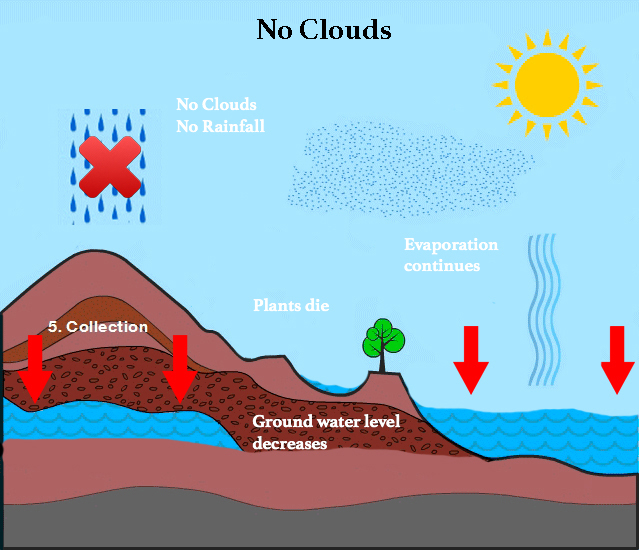 No Clouds
No Clouds
No Rainfall
Evaporation
continues
Plants die
5. Collection
Ground water level
decreases